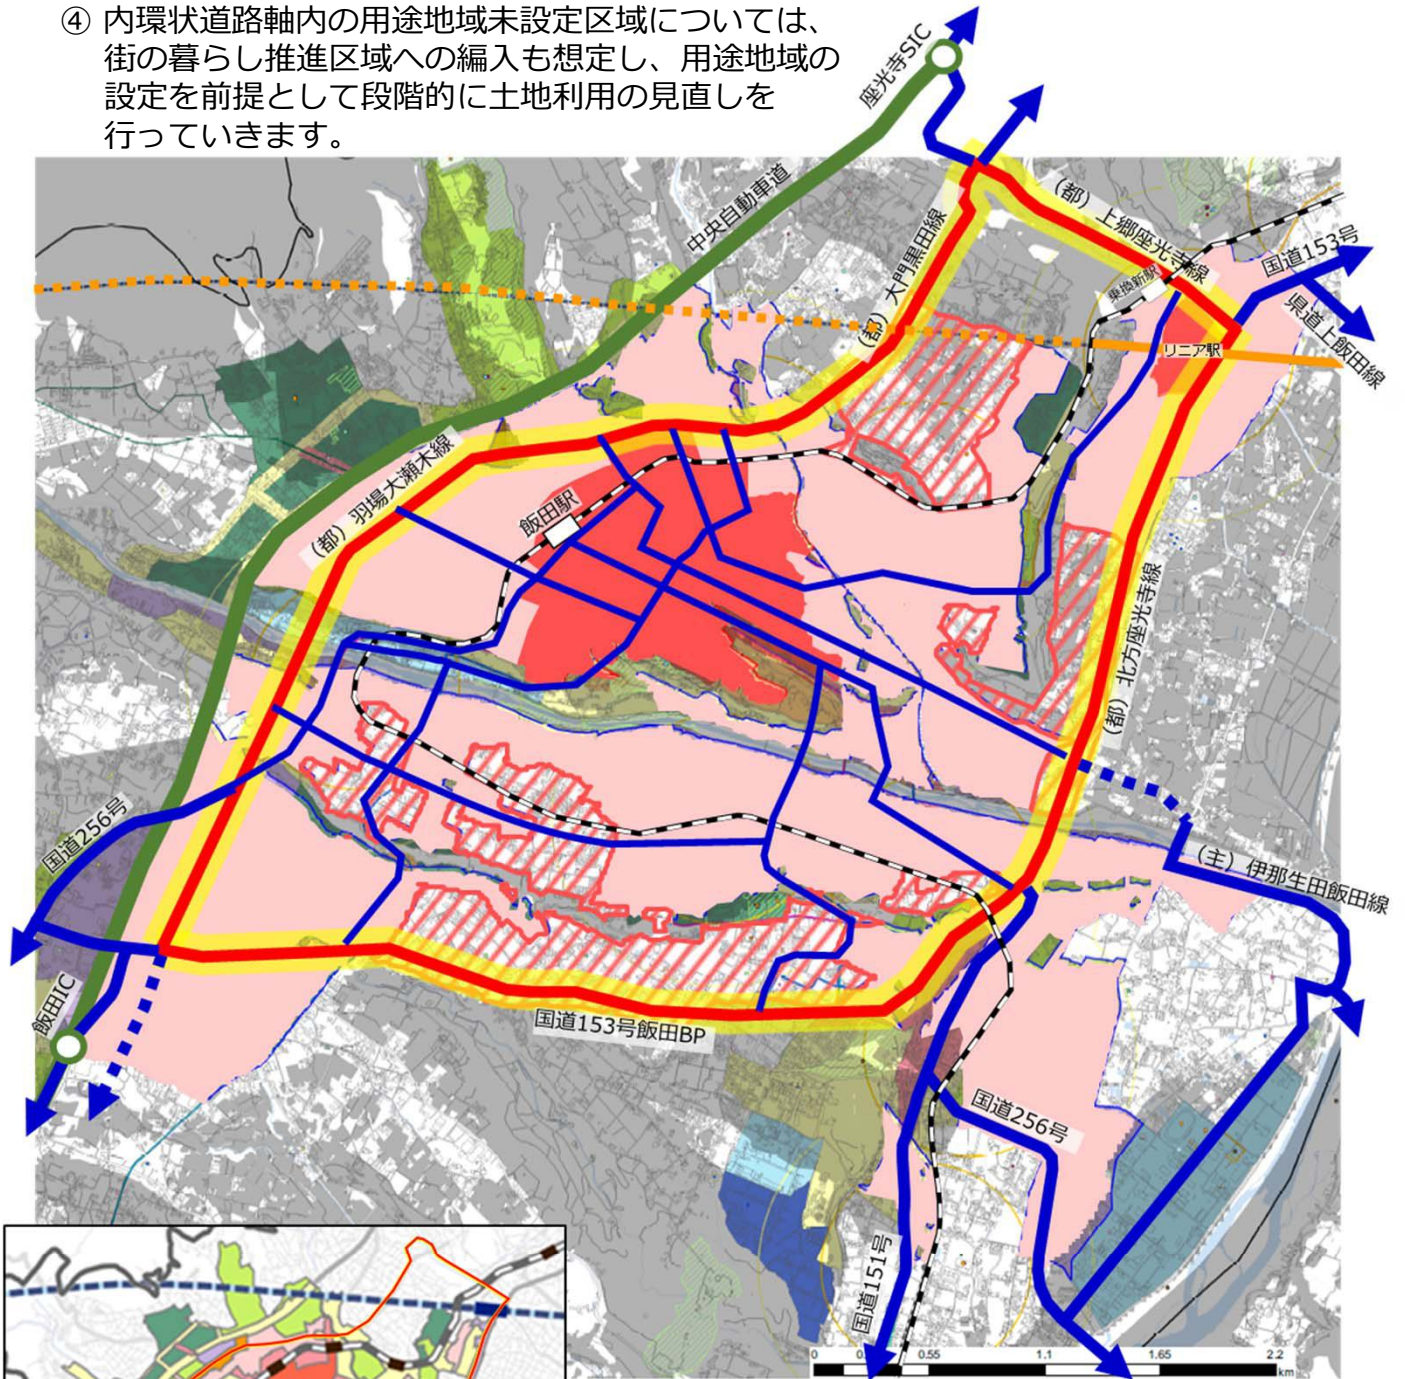 ④ 内環状道路軸内の用途地域未設定区域については、
街の暮らし推進区域への編入も想定し、用途地域の
設定を前提として段階的に土地利用の見直しを
行っていきます。
座光寺SIC
中央自動車道
(都) 大門黒田線
(都) 上郷座光寺線
乗換新駅
国道153号
県道上飯田線
リニア駅
(都) 羽場大瀬木線
飯田駅
(都) 北方座光寺線
国道256号
(主) 伊那生田飯田線
飯田IC
国道153号飯田BP
国道256号
国道151号
0 0.55 1.1 1.65 2.2
km